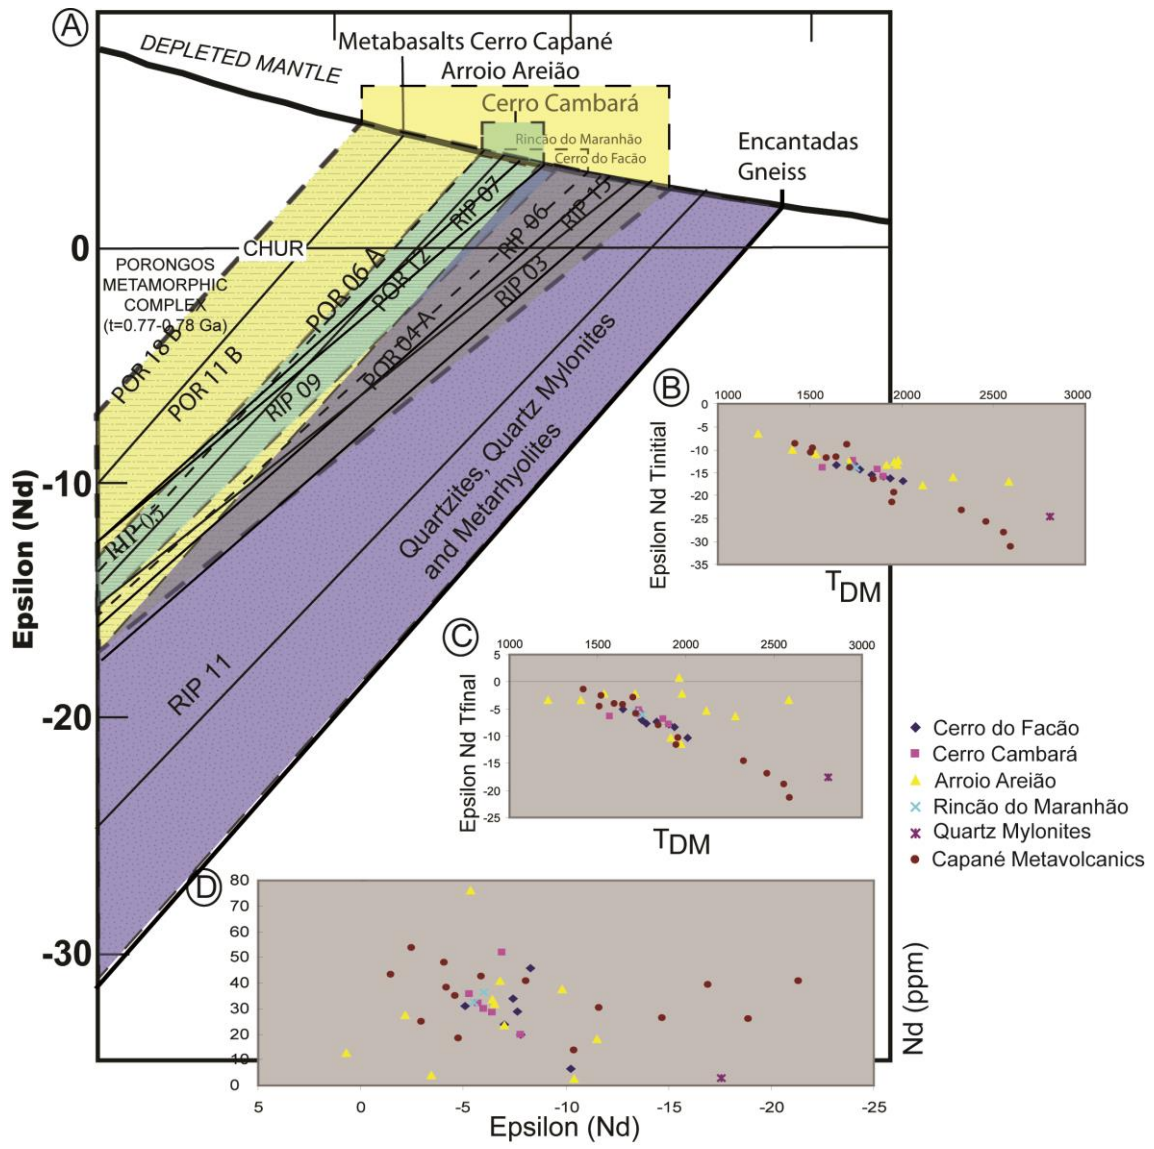 A
DEPLETED MANTLE
Metabasalts Cerro Capané
Arroio Areião
Cerro Cambará
Rincão do Maranhão
Cerro do Facão
Encantadas
Gneiss
0
CHUR
PORONGOS
METAMORPHIC
COMPLEX
(t=0.77-0.78 Ga)
POR 18 B
POR 11 B
POR 06 A
RIP 07
POR 12
RIP 06
RIP 15
RIP 03
POR 04 A
RIP 09
RIP 05
RIP 11
Quartzites, Quartz Mylonites
and Metarhyolites
-10
-20
-30
Epsilon (Nd)
B
1000 1500 2000 2500 3000
0
-5
-10
-15
-20
-25
-30
-35
Epsilon Nd Tinitial
TDM
C
1000 1500 2000 2500 3000
5
0
-5
-10
-15
-20
-25
Epsilon Nd Tfinal
TDM
Cerro do Facão
Cerro Cambará
Arroio Areião
Rincão do Maranhão
Quartz Mylonites
Capané Metavolcanics
D
80
70
60
50
40
30
20
10
0
5 0 -5 -10 -15 -20 -25
Epsilon (Nd)
Nd (ppm)